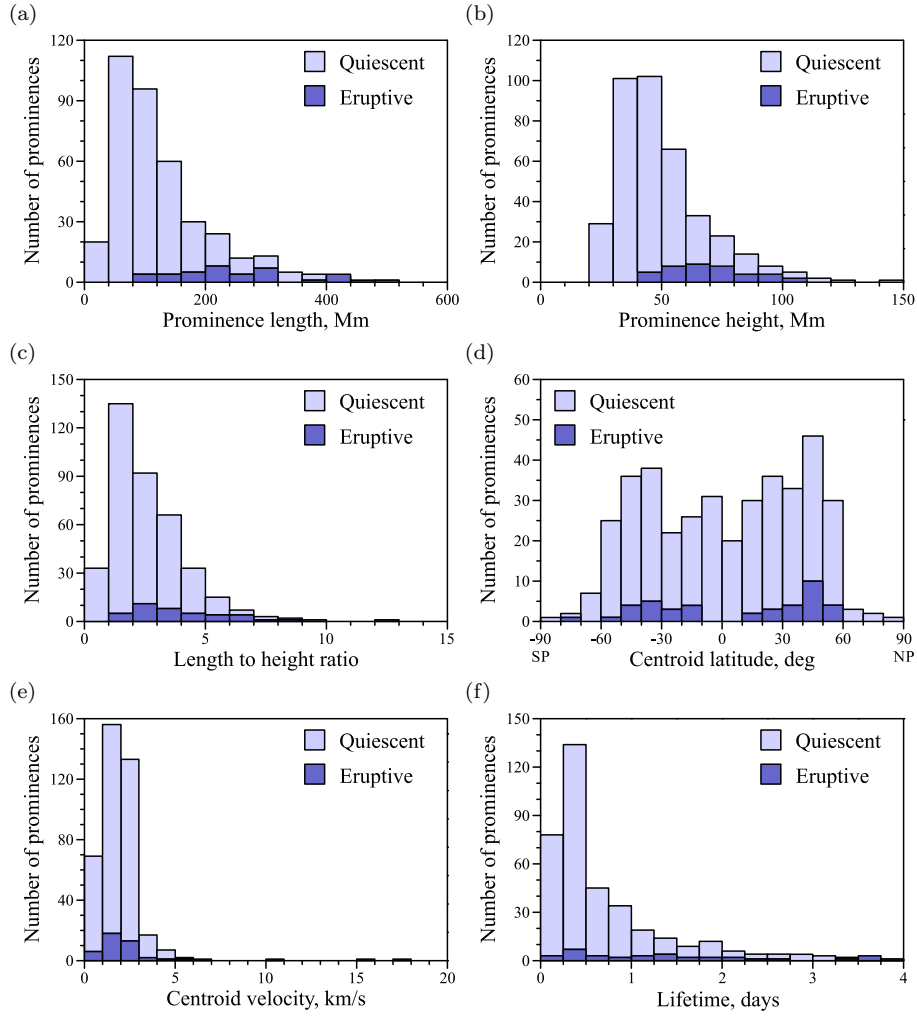 (a)
120
90
60
30
0
Number of prominences
Quiescent
Eruptive
0 200 400 600
Prominence length, Mm
(b)
120
100
80
60
40
20
0
Number of prominences
Quiescent
Eruptive
0 50 100 150
Prominence height, Mm
(c)
150
120
90
60
30
0
Number of prominences
Quiescent
Eruptive
0 5 10 15
Length to height ratio
(d)
60
50
40
30
20
10
0
Number of prominences
Quiescent
Eruptive
-90 -60 -30 0 30 60 90
SP Centroid latitude, deg NP
(e)
160
120
80
40
0
Number of prominences
Quiescent
Eruptive
0 5 10 15 20
Centroid velocity, km/s
(f)
150
120
90
60
30
0
Number of prominences
Quiescent
Eruptive
0 1 2 3 4
Lifetime, days